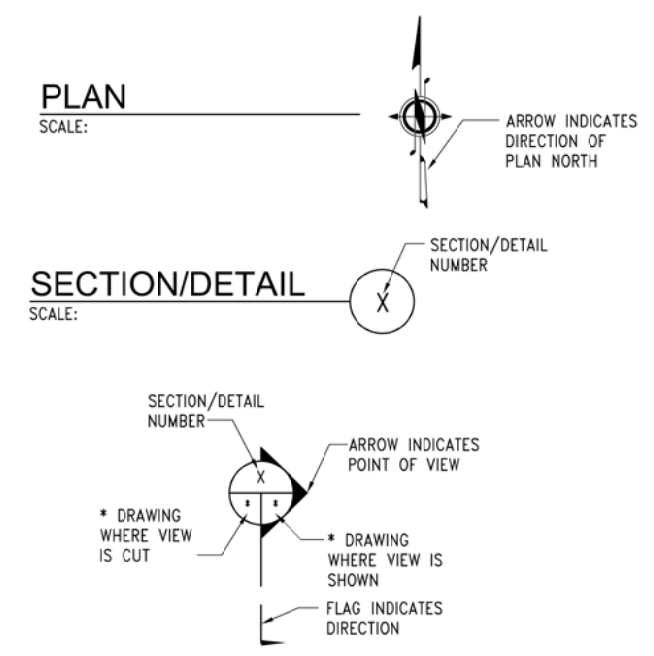 PLAN
SCALE:
ARROW INDICATES
DIRECTION OF
PLAN NORTH
SECTION/DETAIL
NUMBER
SECTION/DETAIL
X
SCALE:
SECTION/DETAIL
NUMBER
ARROW INDICATES
POINT OF VIEW
X
* *
* DRAWING
WHERE VIEW
IS CUT
* DRAWING
WHERE VIEW IS
SHOWN
FLAG INDICATES
DIRECTION